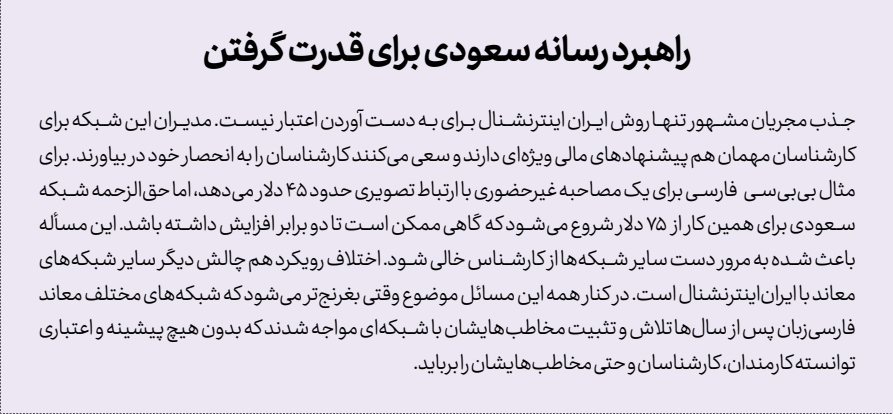 راهبرد رسانه سعودی برای قدرت گرفتن
جذب مجریان مشهور تنها روش ایران اینترنشنال برای به دست آوردن اعتبار نیست. مدیران این شبکه برای
کارشناسان مهمان هم پیشنهادهای مالی ویژه‌ای دارند و سعی می‌کنند کارشناسان را به انحصار خود در بیاورند. برای
مثال بی‌بی‌سی فارسی برای یک مصاحبه غیرحضوری با ارتباط تصویری حدود ۴۵ دلار می‌دهد، اما حق‌الزحمه شبکه
سعودی برای همین کار از ۷۵ دلار شروع می‌شود که گاهی ممکن است تا دو برابر افزایش داشته باشد. این مسأله
باعث شده به مرور دست سایر شبکه‌ها از کارشناس خالی شود. اختلاف رویکرد هم چالش دیگر سایر شبکه‌های
معاند با ایران‌اینترنشنال است. در کنار همه این مسائل موضوع وقتی بغرنج‌تر می‌شود که شبکه‌های مختلف معاند
فارسی‌زبان پس از سال‌ها تلاش و تثبیت مخاطب‌هایشان با شبکه‌ای مواجه شدند که بدون هیچ پیشینه و اعتباری
توانسته کارمندان، کارشناسان و حتی مخاطب‌هایشان را برباید.